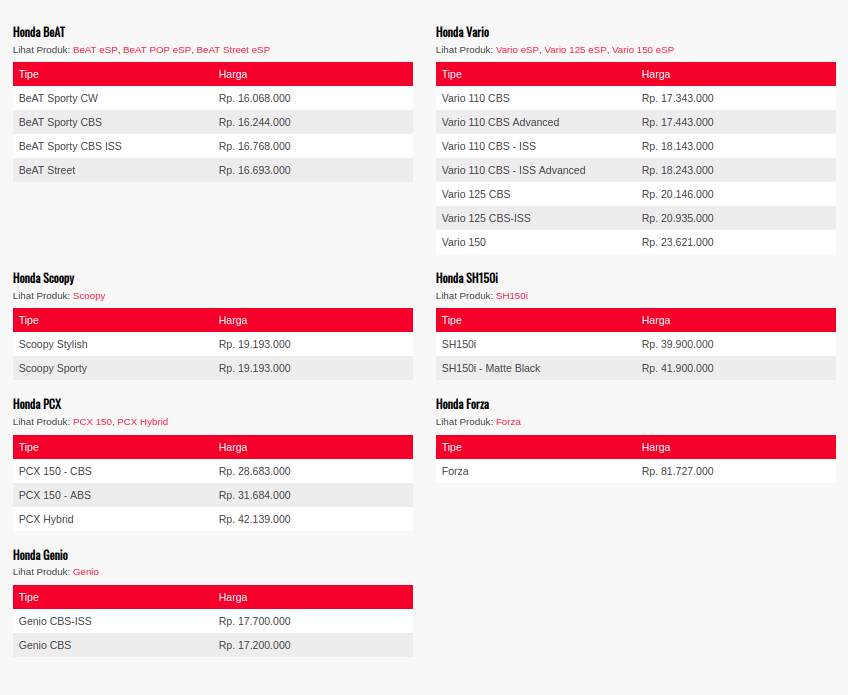 Honda BeAT
Lihat Produk: BeAT eSP, BeAT POP eSP, BeAT Street eSP
Tipe Harga
BeAT Sporty CW Rp. 16.068.000
BeAT Sporty CBS Rp. 16.244.000
BeAT Sporty CBS ISS Rp. 16.768.000
BeAT Street Rp. 16.693.000
Honda Vario
Lihat Produk: Vario eSP, Vario 125 eSP, Vario 150 eSP
Tipe Harga
Vario 110 CBS Rp. 17.343.000
Vario 110 CBS Advanced Rp. 17.443.000
Vario 110 CBS - ISS Rp. 18.143.000
Vario 110 CBS - ISS Advanced Rp. 18.243.000
Vario 125 CBS Rp. 20.146.000
Vario 125 CBS-ISS Rp. 20.935.000
Vario 150 Rp. 23.621.000
Honda Scoopy
Lihat Produk: Scoopy
Tipe Harga
Scoopy Stylish Rp. 19.193.000
Scoopy Sporty Rp. 19.193.000
Honda SH150i
Lihat Produk: SH150i
Tipe Harga
SH150i Rp. 39.900.000
SH150i - Matte Black Rp. 41.900.000
Honda PCX
Lihat Produk: PCX 150, PCX Hybrid
Tipe Harga
PCX 150 - CBS Rp. 28.683.000
PCX 150 - ABS Rp. 31.684.000
PCX Hybrid Rp. 42.139.000
Honda Forza
Lihat Produk: Forza
Tipe Harga
Forza Rp. 81.727.000
Honda Genio
Lihat Produk: Genio
Tipe Harga
Genio CBS-ISS Rp. 17.700.000
Genio CBS Rp. 17.200.000